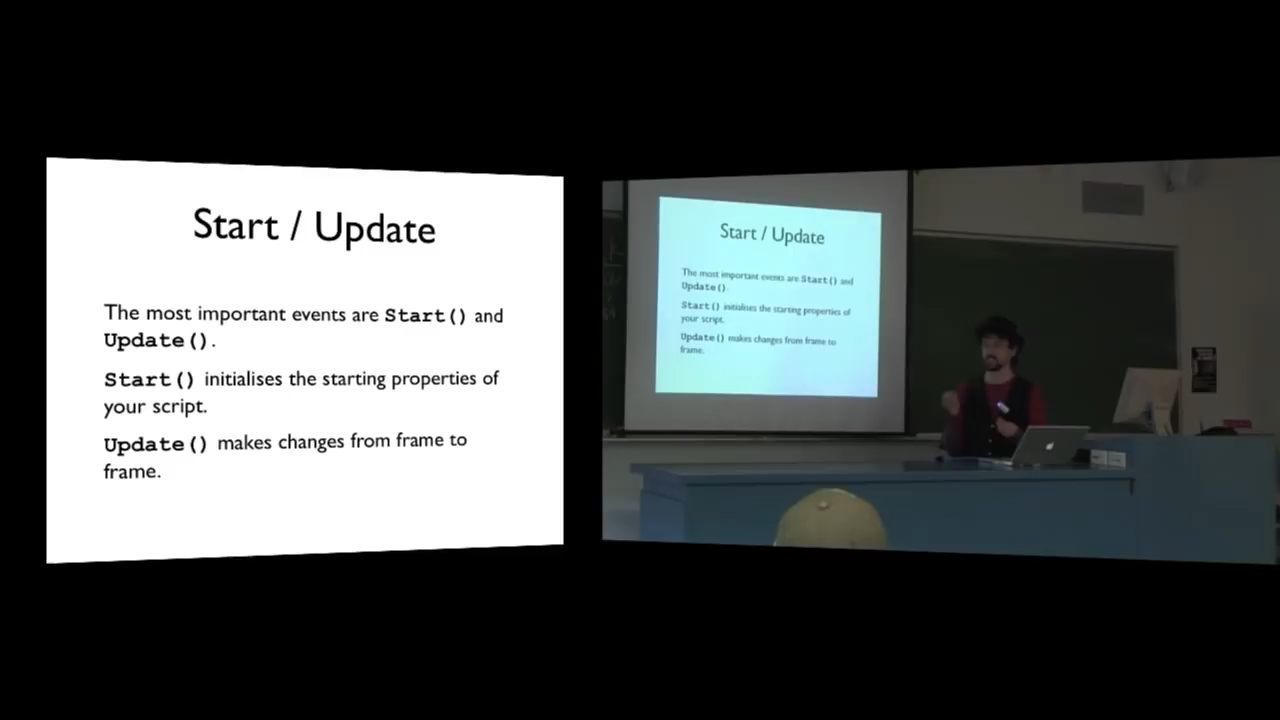 Start / Update
The most important events are Start() and
Update().
Start() initialises the starting properties of
your script.
Update() makes changes from frame to
frame.
Start / Update
The most important events are Start() and
Update().
Start() initialises the starting properties of
your script.
Update() makes changes from frame to
frame.